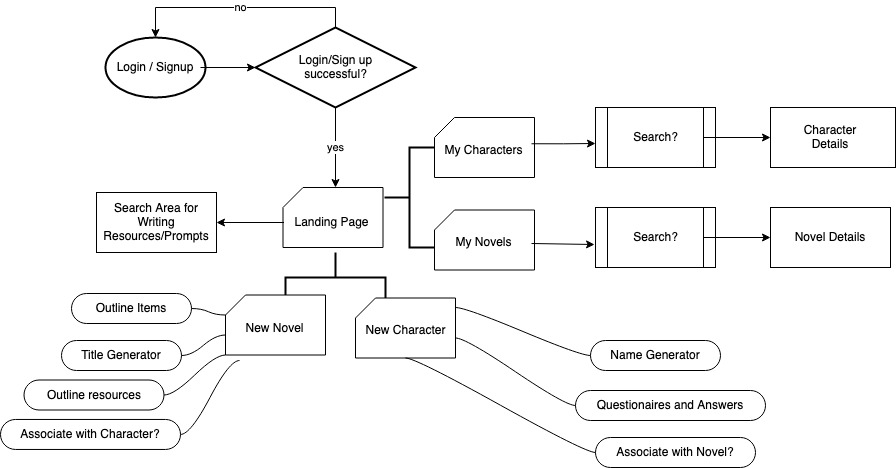 no
Login / Signup
Login/Sign up
successful?
yes
My Characters
Search?
Character
Details
Search Area for
Writing
Resources/Prompts
Landing Page
My Novels
Search?
Novel Details
Outline Items
New Novel
New Character
Title Generator
Name Generator
Outline resources
Questionaires and Answers
Associate with Character?
Associate with Novel?